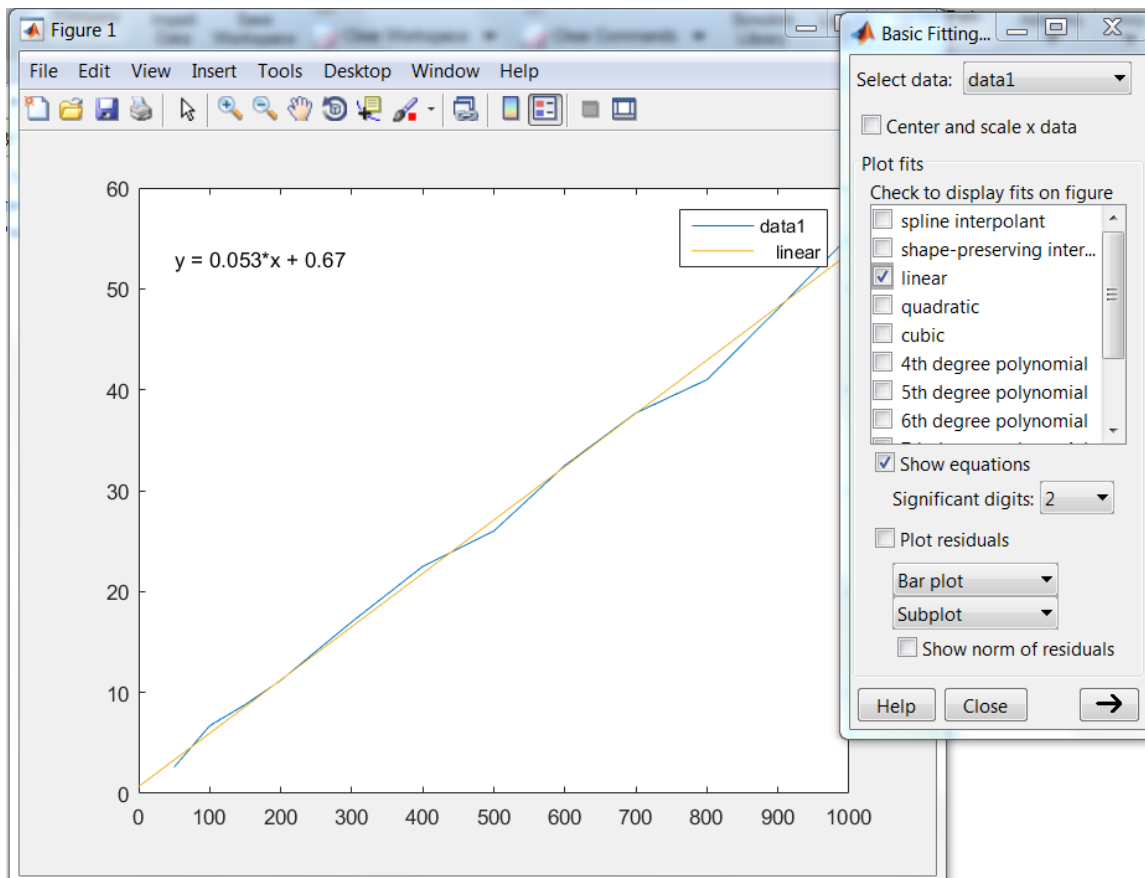 Figure 1
File Edit View Insert Tools Desktop Window Help
60
50
40
30
20
10
0
0 100 200 300 400 500 600 700 800 900 1000
y = 0.053*x + 0.67
data1
linear
Basic Fitting...
Select data: data1
Center and scale x data
Plot fits
Check to display fits on figure
spline interpolant
shape-preserving inter...
linear
quadratic
cubic
4th degree polynomial
5th degree polynomial
6th degree polynomial
Show equations
Significant digits: 2
Plot residuals
Bar plot
Subplot
Show norm of residuals
Help Close